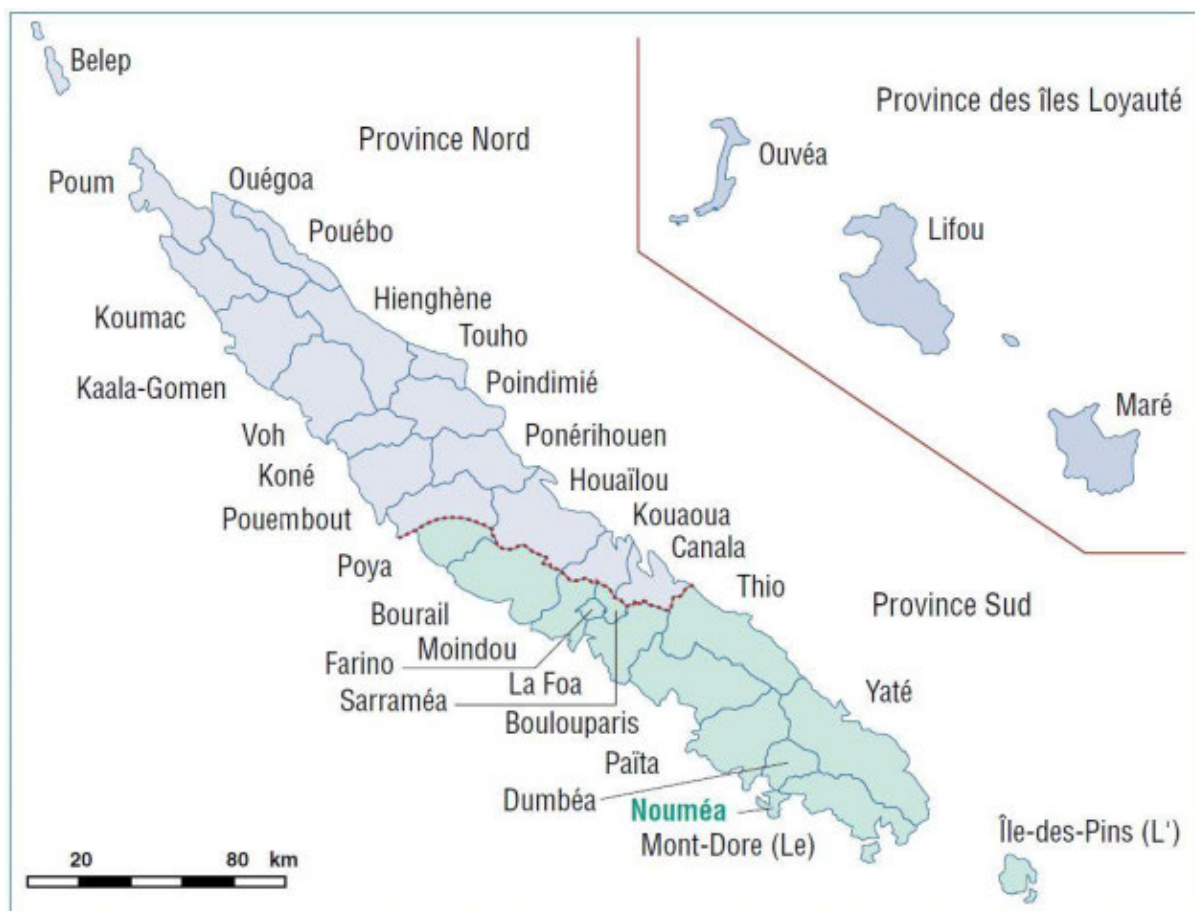 Belep
Province Nord
Province des îles Loyauté
Ouvéa
Lifou
Maré
Poum
Ouégoa
Pouébo
Hienghène
Koumac
Touho
Kaala-Gomen
Poindimié
Voh
Ponérihouen
Koné
Houaïlou
Pouembout
Kouaoua
Canala
Poya
Thio
Province Sud
Bourail
Moindou
Farino
La Foa
Sarraméa
Boulouparis
Yaté
Païta
Dumbéa
Nouméa
Mont-Dore (Le)
Île-des-Pins (L')
20 80 km